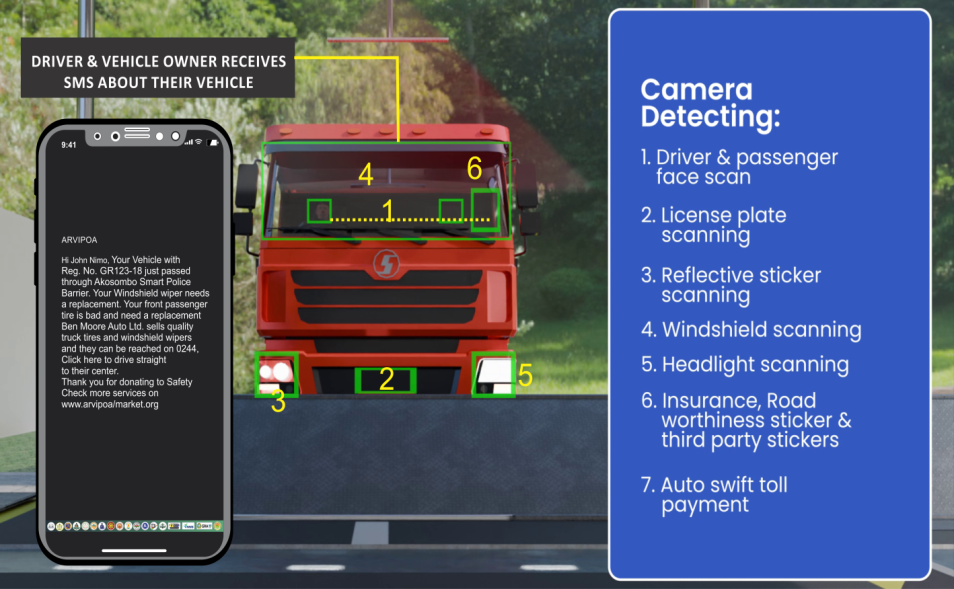 DRIVER & VEHICLE OWNER RECEIVES
SMS ABOUT THEIR VEHICLE
9:41
ARVIPOA
Hi John Nimo, Your Vehicle with
Reg. No. GR123-18 just passed
through Akosombo Smart Police
Barrier. Your Windshield wiper needs
a replacement. Your front passenger
tire is bad and need a replacement
Ben Moore Auto Ltd. sells quality
truck tires and windshield wipers
and they can be reached on 0244,
Click here to drive straight
to their center.
Thank you for donating to Safety
Check more services on
www.arvipoa/market.org
4
6
1
2
5
3
Camera
Detecting:
1. Driver & passenger
face scan
2. License plate
scanning
3. Reflective sticker
scanning
4. Windshield scanning
5. Headlight scanning
6. Insurance, Road
worthiness sticker &
third party stickers
7. Auto swift toll
payment